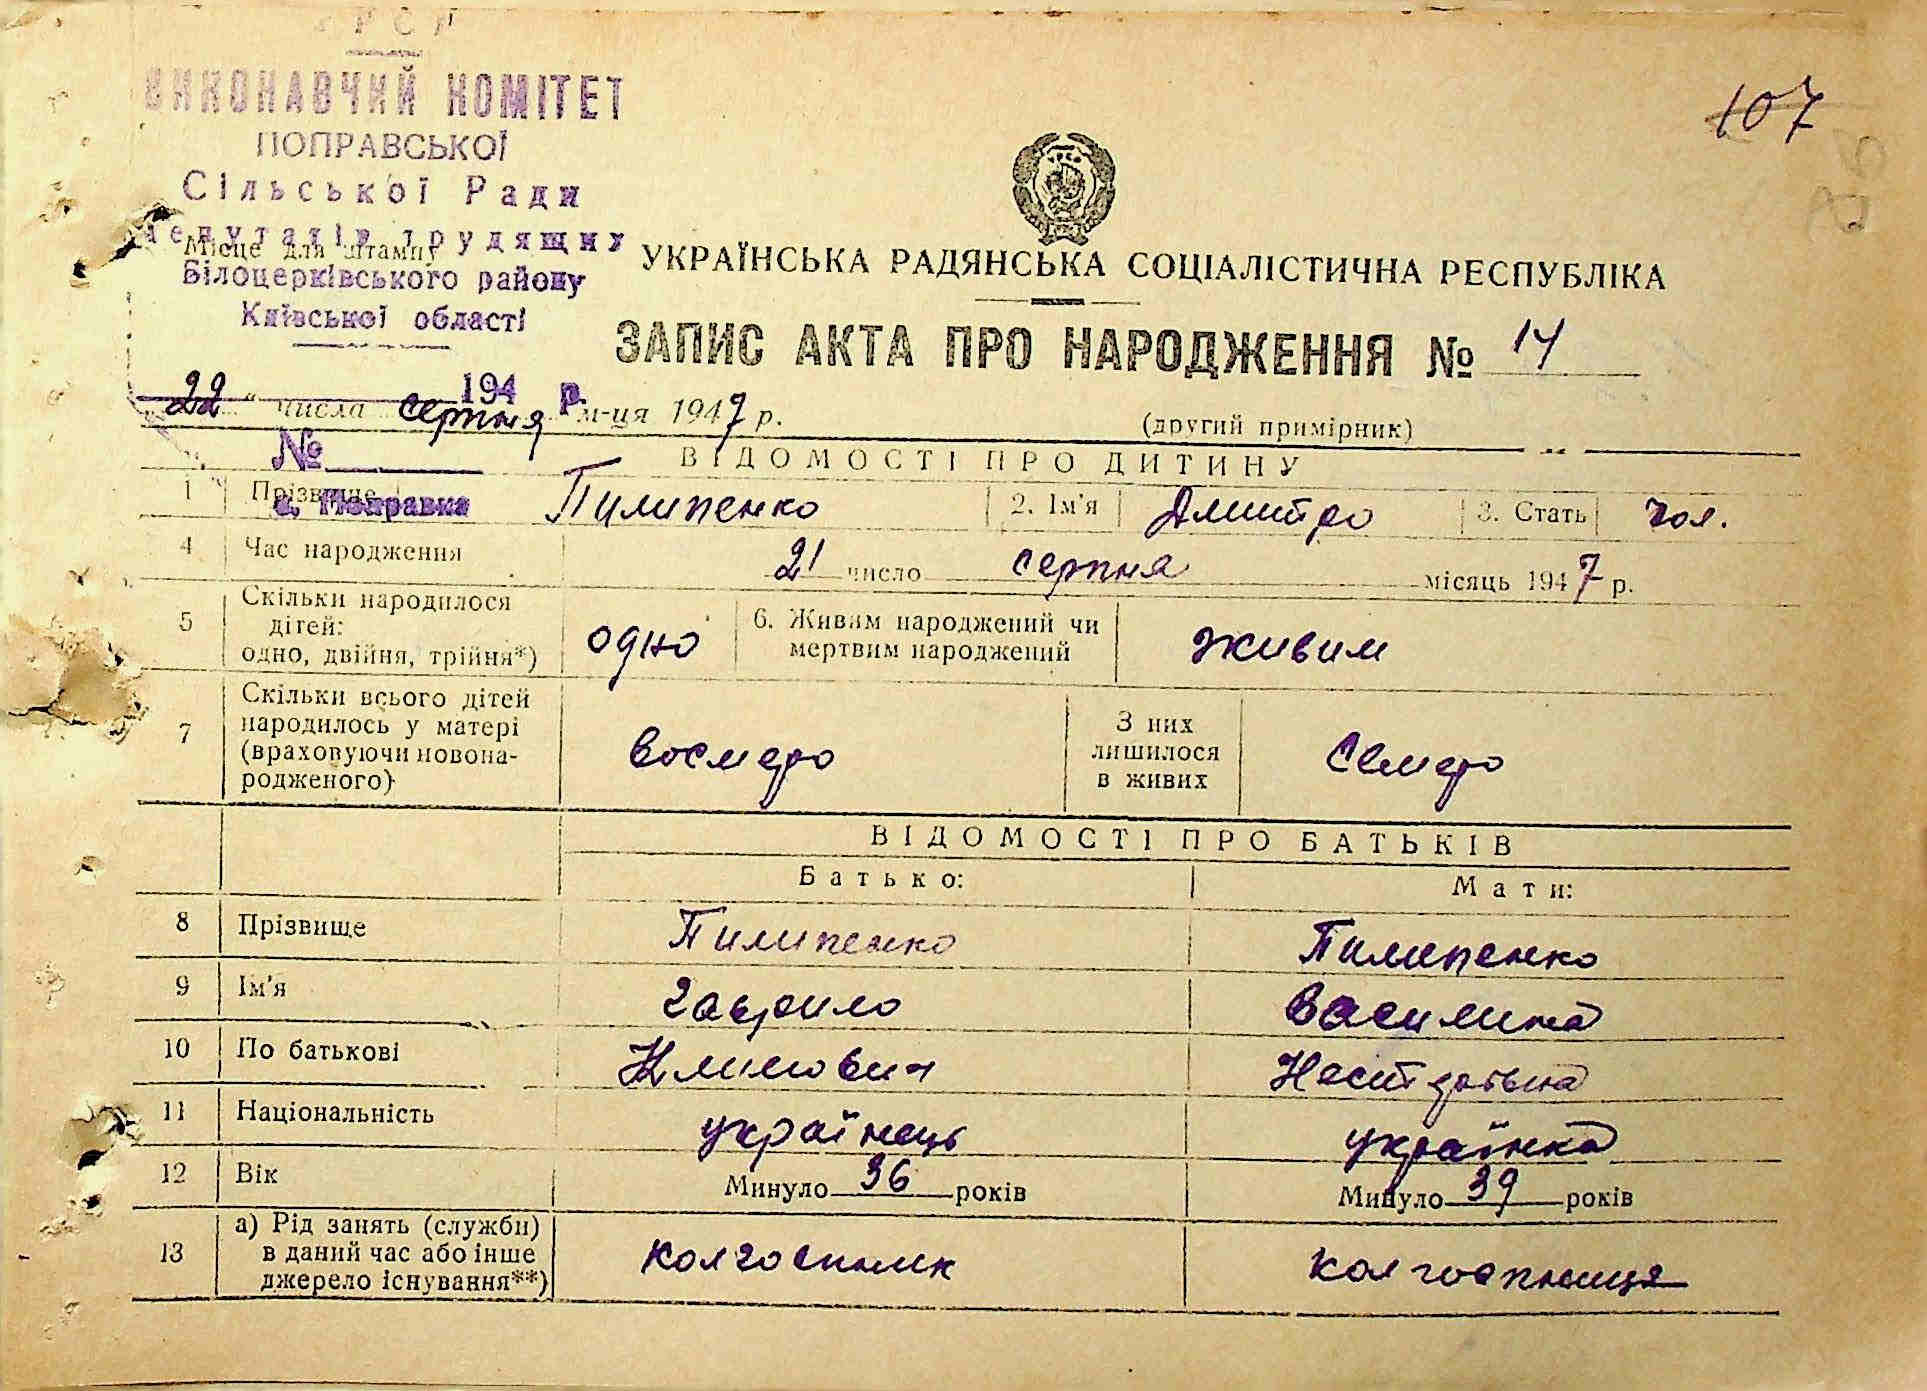 УРСР
ВИКОНАВЧИЙ КОМІТЕТ
ПОПРАВСЬКОЇ
Сільської Ради
депутатів трудящих
Місце для штампу
Білоцерківського району
Київської області
107
УКРАЇНСЬКА РАДЯНСЬКА СОЦІАЛІСТИЧНА РЕСПУБЛІКА
ЗАПИС АКТА ПРО НАРОДЖЕННЯ № 14
194 р.
22 " числа серпня м-ця 1947 р.
(другий примірник)
№
с. Поправка
ВІДОМОСТІ ПРО ДИТИНУ
1 Прізвище Пилипенко 2. Ім'я Дмитро 3. Стать чол.
4 Час народження 21 число серпня місяць 1947 р.
5 Скільки народилося дітей: одно, двійня, трійня*) одно 6. Живим народжений чи мертвим народжений живим
7 Скільки всього дітей народилось у матері (враховуючи новонародженого) восмеро З них лишилося в живих семеро
ВІДОМОСТІ ПРО БАТЬКІВ
Батько: Мати:
8 Прізвище Пилипенко Пилипенко
9 Ім'я Гаврило Василина
10 По батькові Климович Несторівна
11 Національність українець українка
12 Вік Минуло 36 років Минуло 39 років
13 а) Рід занять (служби) в даний час або інше джерело існування**) колгоспник колгоспниця